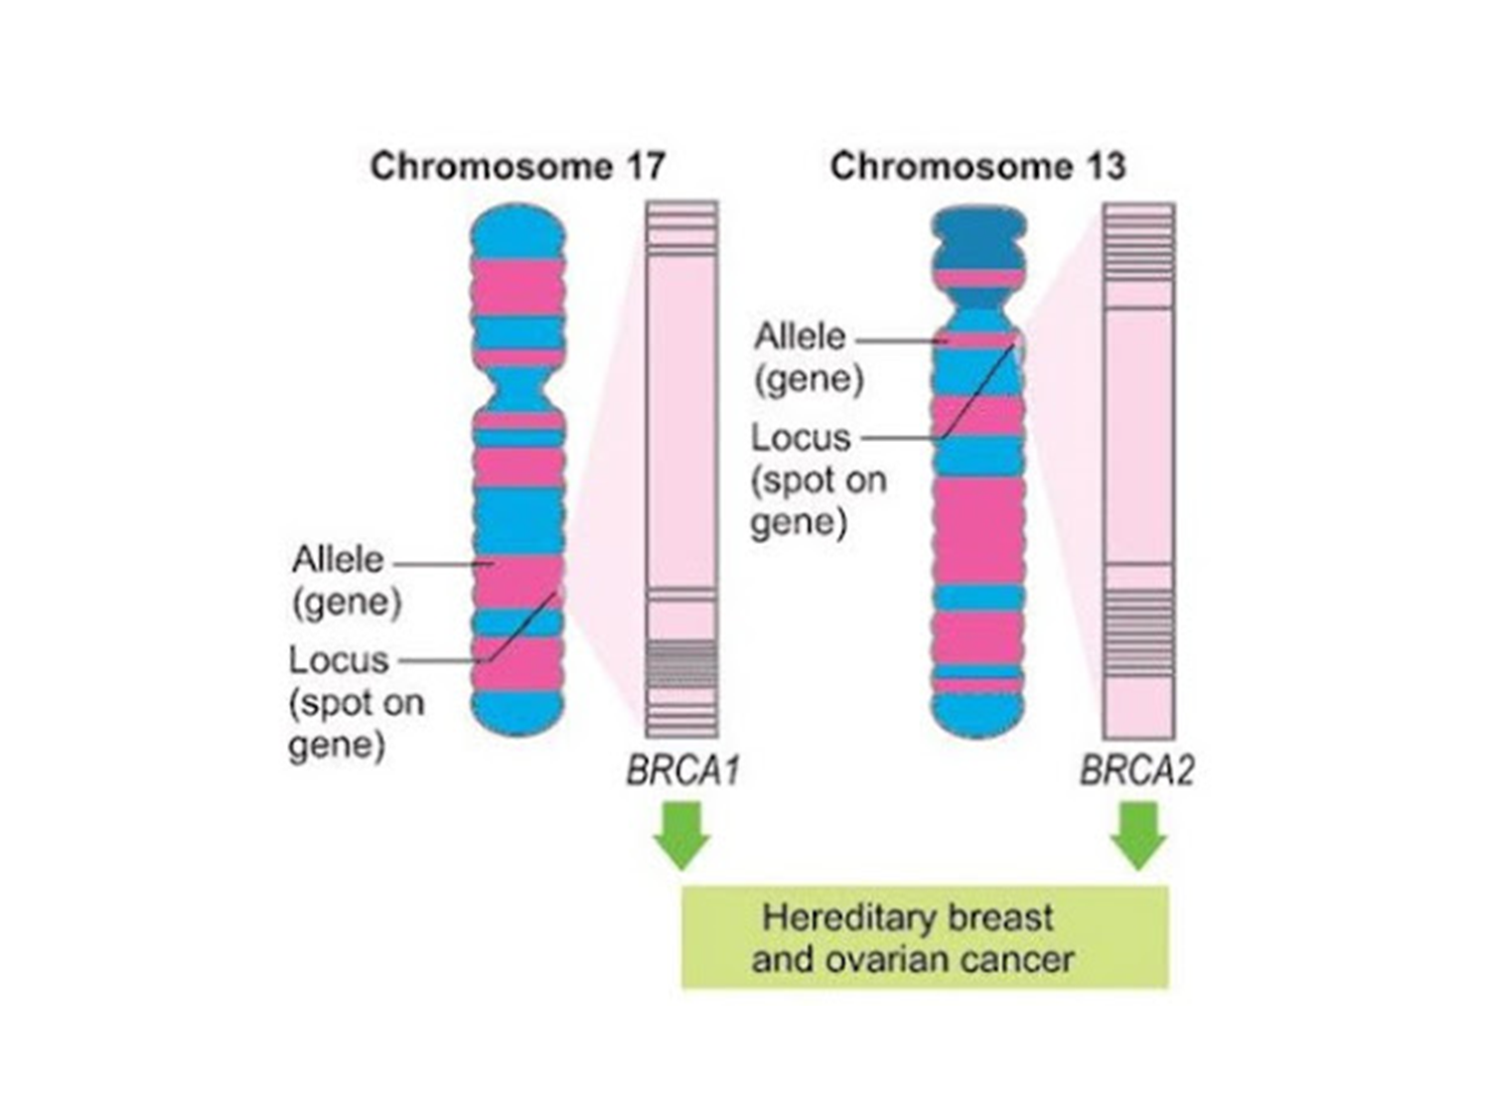 Chromosome 17
Allele
(gene)
Locus
(spot on
gene)
BRCA1
Chromosome 13
Allele
(gene)
Locus
(spot on
gene)
BRCA2
Hereditary breast
and ovarian cancer